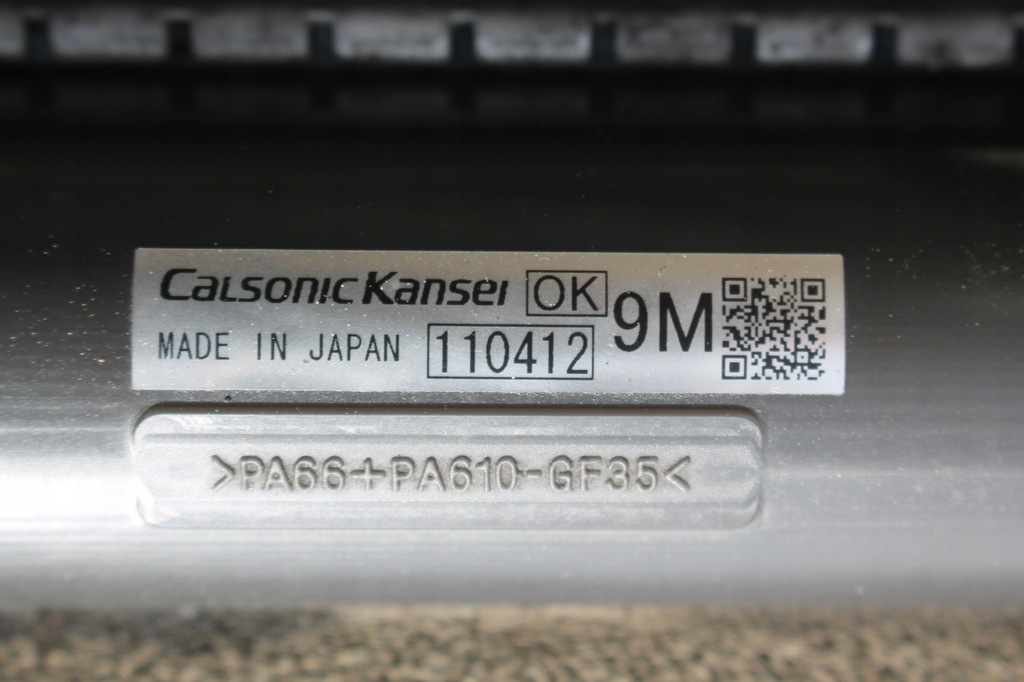 CalsonicKansei OK 9M
MADE IN JAPAN 110412
>PA66+PA610-GF35<